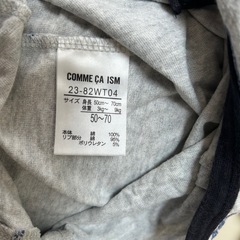 COMME ÇA ISM
23-82WT04
サイズ 身長 50cm〜 70cm
体重 3kg〜 9kg
50〜70
本体 綿 100%
リブ部分 綿 95%
ポリウレタン 5%